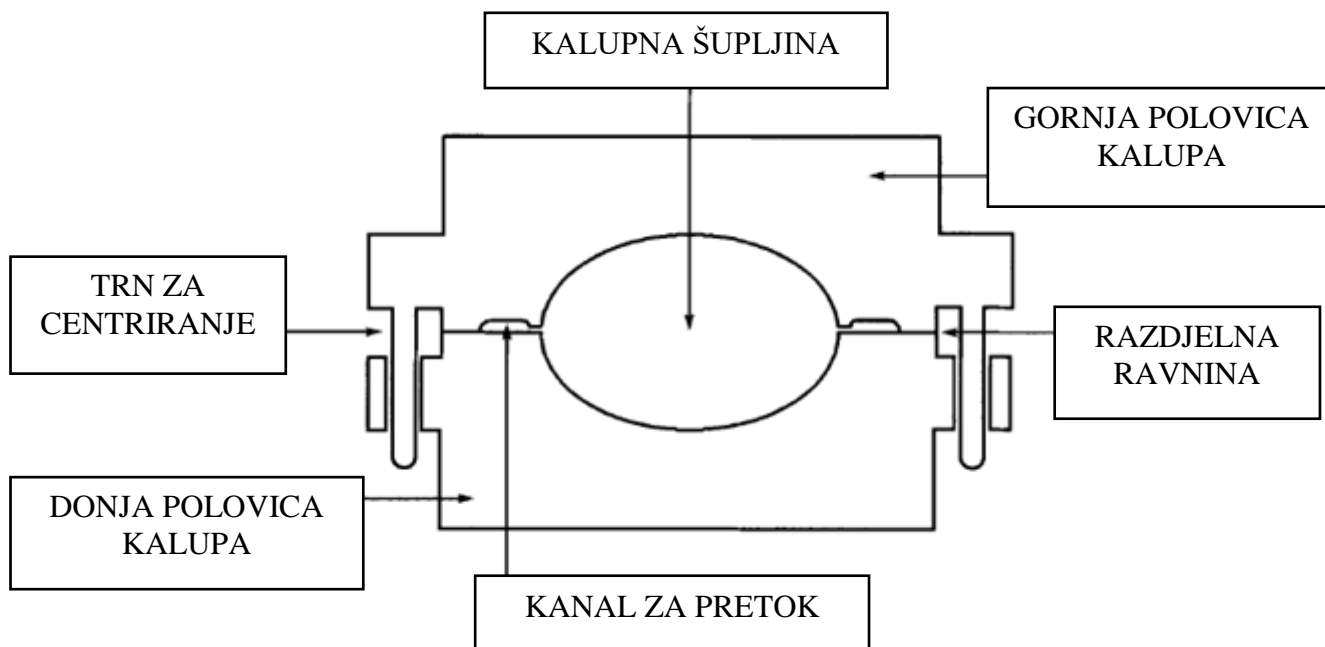 KALUPNA ŠUPLJINA
GORNJA POLOVICA
KALUPA
TRN ZA
CENTRIRANJE
RAZDJELNA
RAVNINA
DONJA POLOVICA
KALUPA
KANAL ZA PRETOK